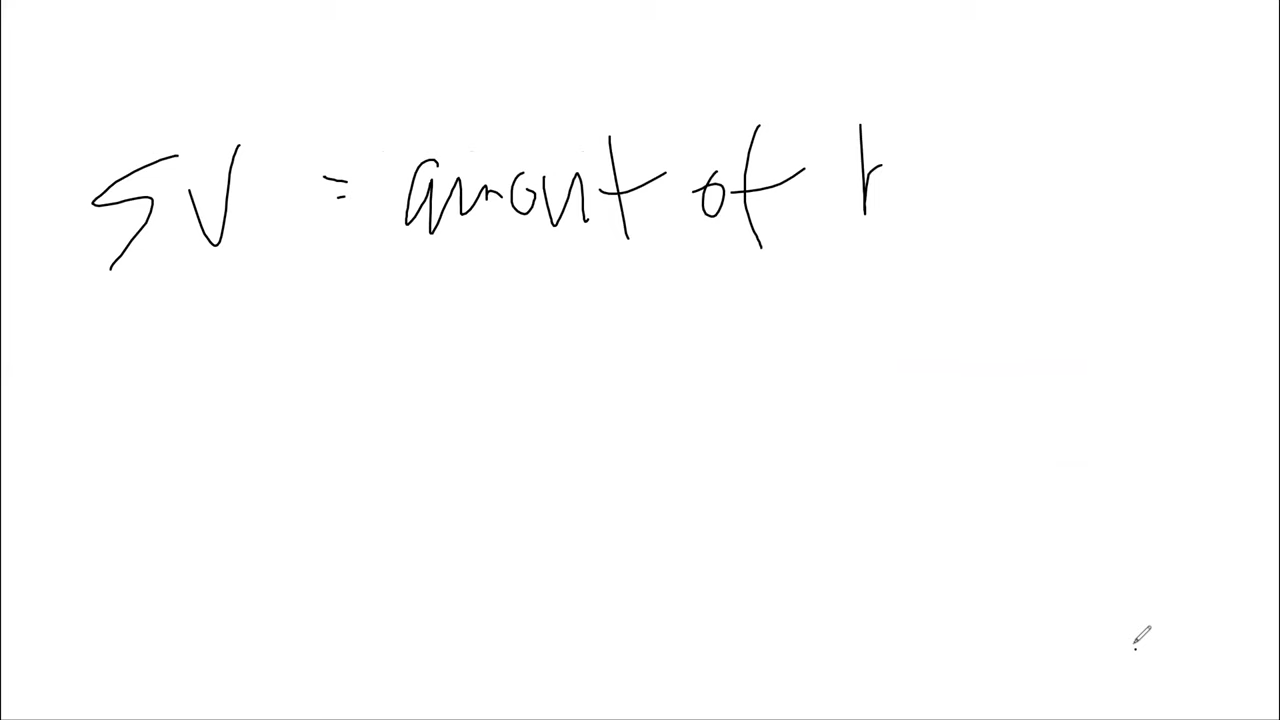 SV = amount of